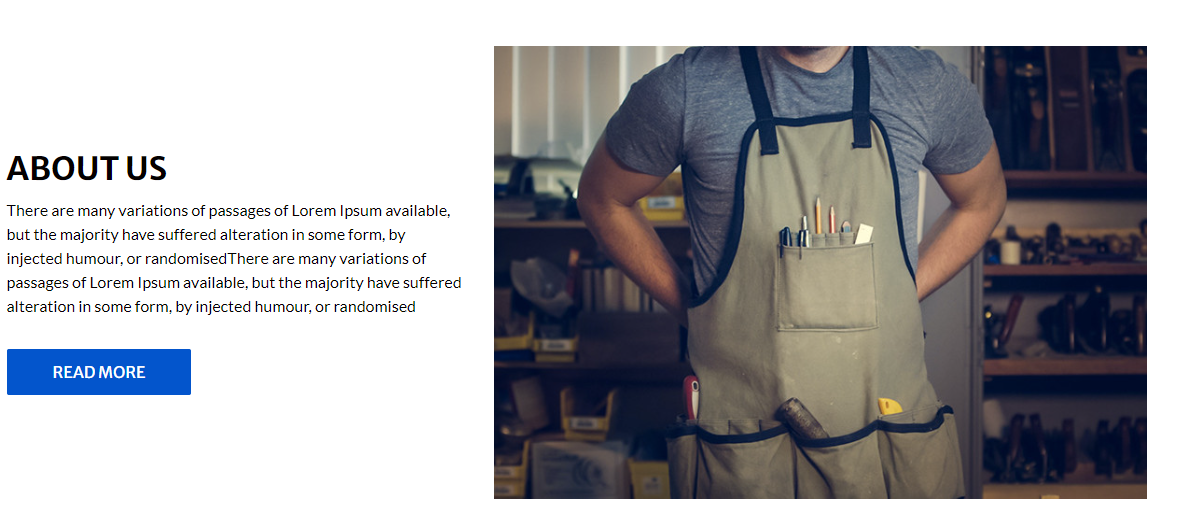 ABOUT US
There are many variations of passages of Lorem Ipsum available,
but the majority have suffered alteration in some form, by
injected humour, or randomisedThere are many variations of
passages of Lorem Ipsum available, but the majority have suffered
alteration in some form, by injected humour, or randomised
READ MORE